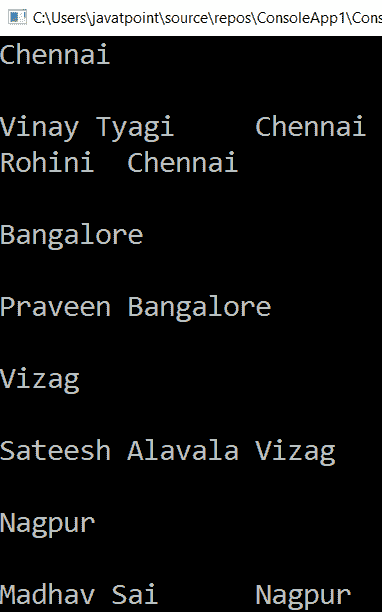 C:\Users\javatpoint\source\repos\ConsoleApp1\Cons
Chennai
Vinay Tyagi     Chennai
Rohini  Chennai
Bangalore
Praveen Bangalore
Vizag
Sateesh Alavala Vizag
Nagpur
Madhav Sai      Nagpur